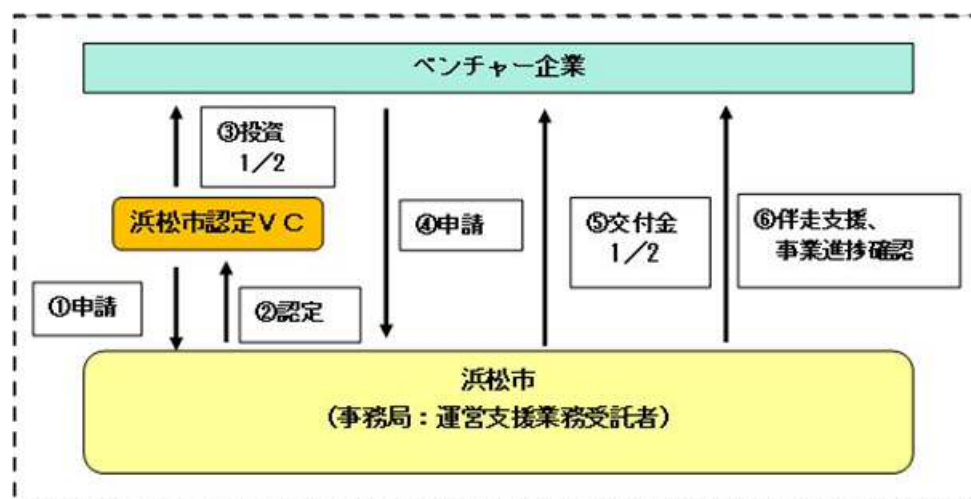 ベンチャー企業
③投資
1/2
浜松市認定VC
④申請
⑤交付金
1/2
⑥伴走支援、
事業進捗確認
①申請
②認定
浜松市
(事務局:運営支援業務受託者)